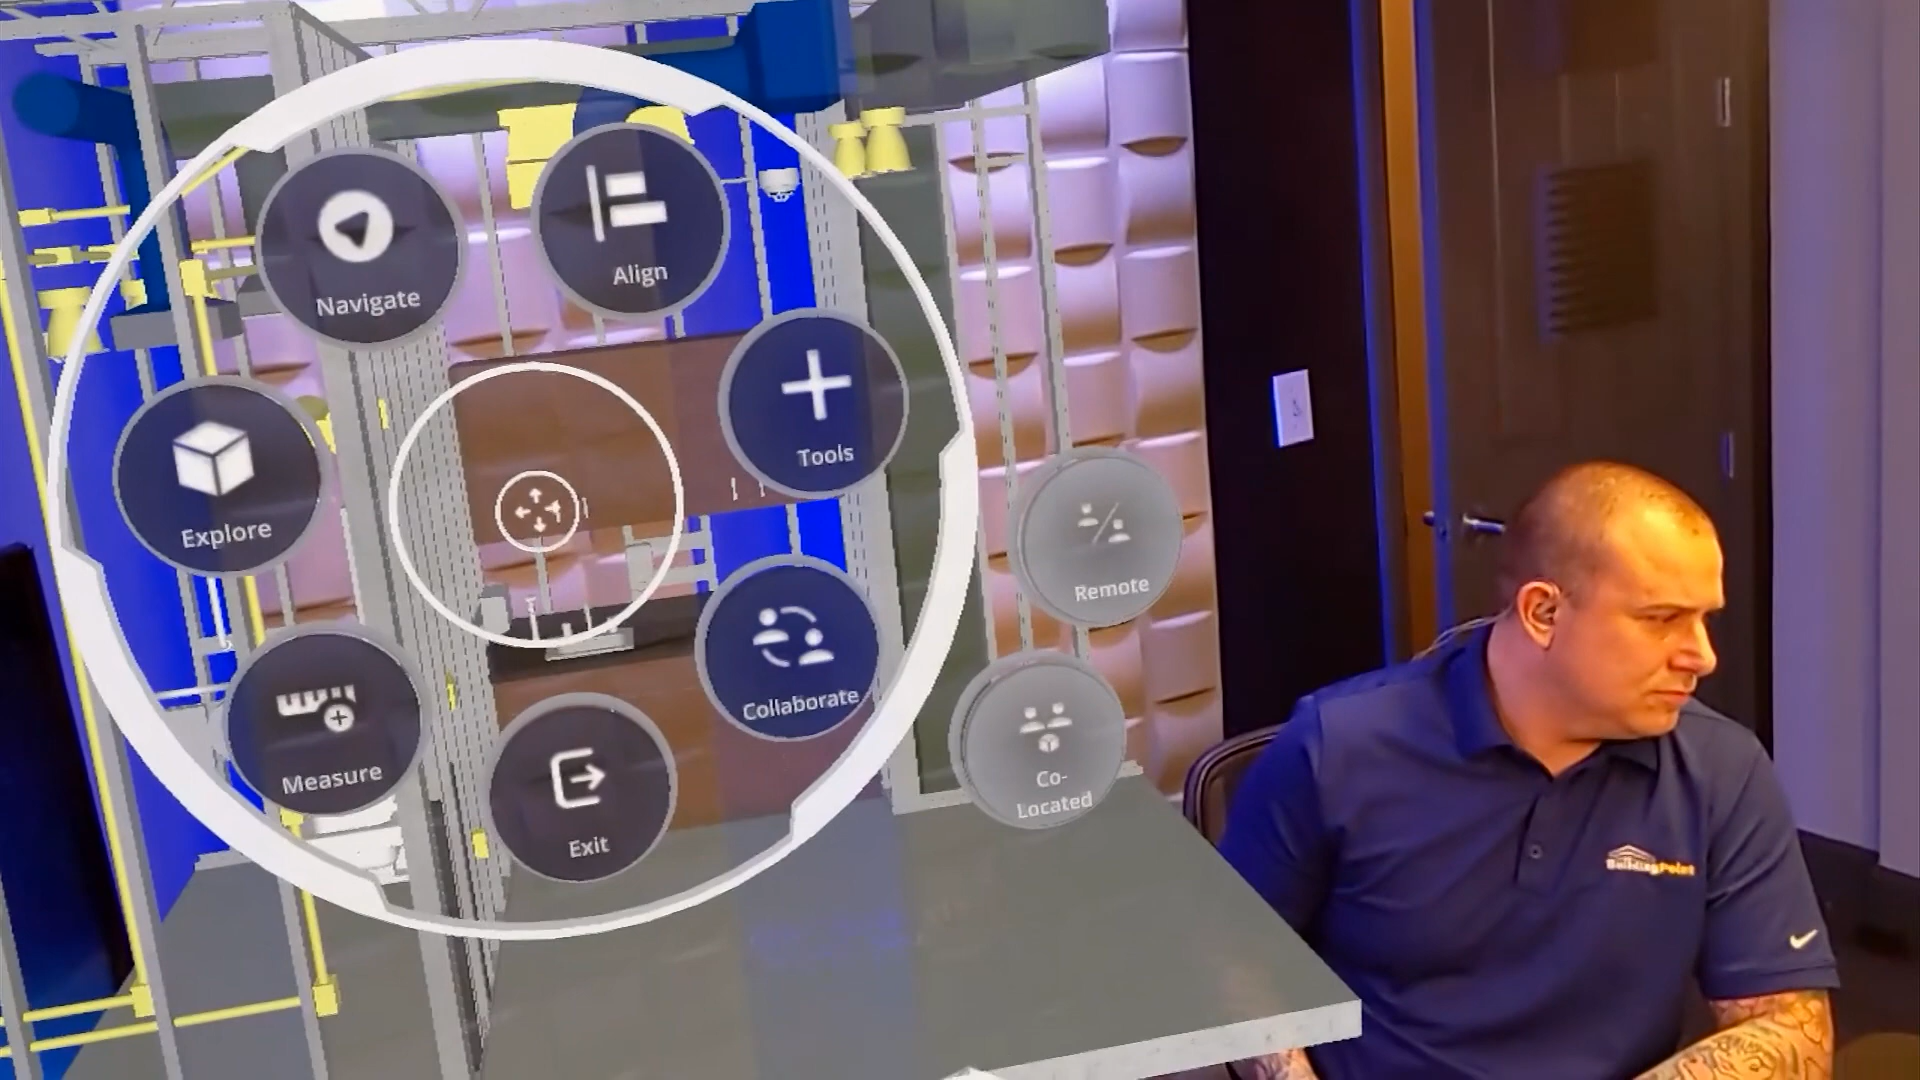 Navigate
Align
Tools
Explore
Remote
Collaborate
Measure
Co-
Located
Exit
BuildingPoint